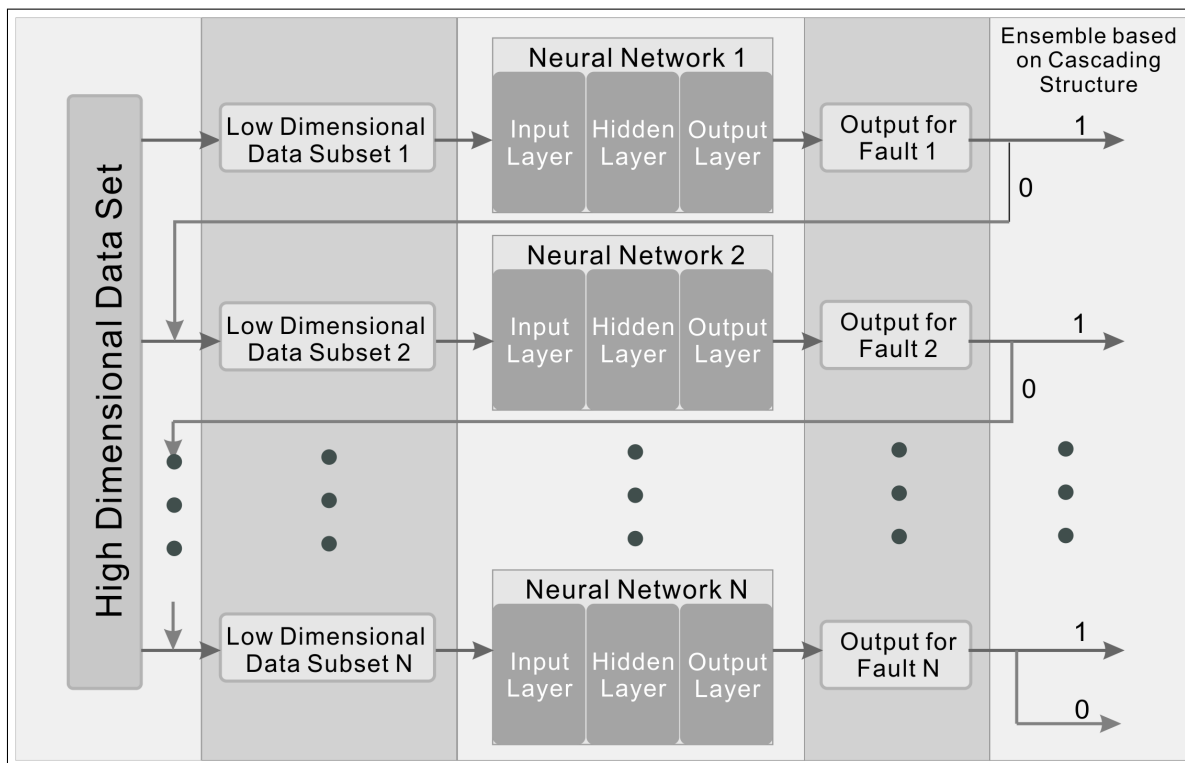 Ensemble based
on Cascading
Structure
High Dimensional Data Set
Low Dimensional
Data Subset 1
Neural Network 1
Input
Layer
Hidden
Layer
Output
Layer
Output for
Fault 1
1
0
Low Dimensional
Data Subset 2
Neural Network 2
Input
Layer
Hidden
Layer
Output
Layer
Output for
Fault 2
1
0
Low Dimensional
Data Subset N
Neural Network N
Input
Layer
Hidden
Layer
Output
Layer
Output for
Fault N
1
0